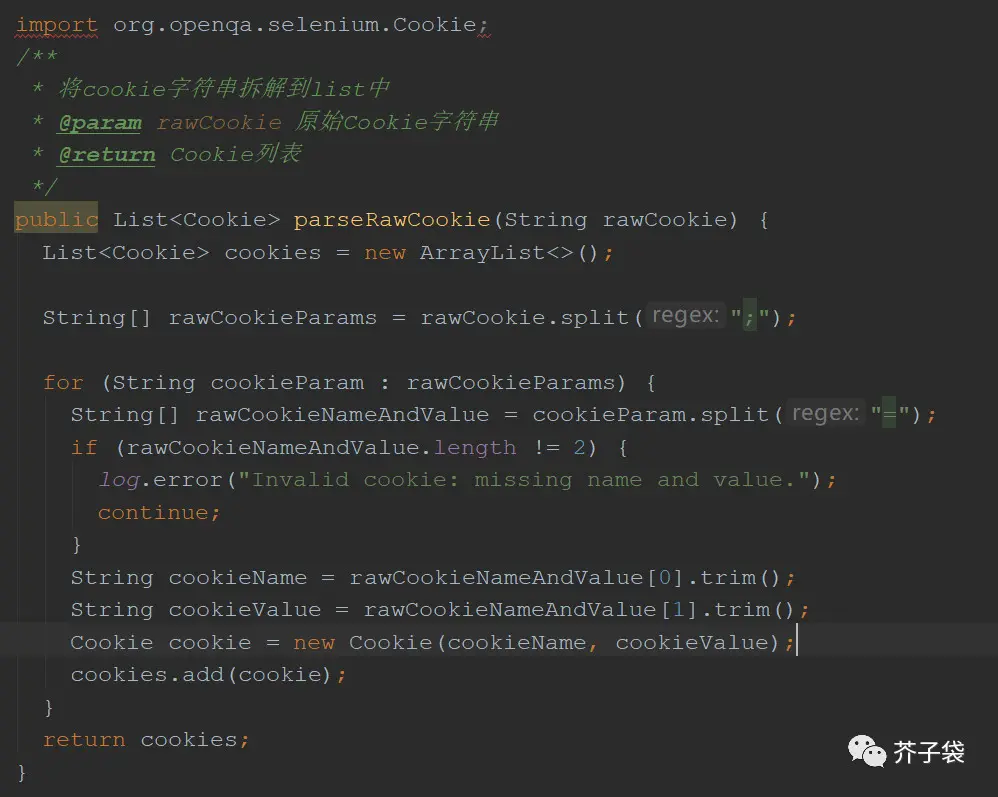 import org.openqa.selenium.Cookie;
/**
 * 将cookie字符串拆解到list中
 * @param rawCookie 原始Cookie字符串
 * @return Cookie列表
 */
public List<Cookie> parseRawCookie(String rawCookie) {
  List<Cookie> cookies = new ArrayList<>();

  String[] rawCookieParams = rawCookie.split( regex: ";");

  for (String cookieParam : rawCookieParams) {
    String[] rawCookieNameAndValue = cookieParam.split( regex: "=");
    if (rawCookieNameAndValue.length != 2) {
      log.error("Invalid cookie: missing name and value.");
      continue;
    }
    String cookieName = rawCookieNameAndValue[0].trim();
    String cookieValue = rawCookieNameAndValue[1].trim();
    Cookie cookie = new Cookie(cookieName, cookieValue);
    cookies.add(cookie);
  }
  return cookies;
}
芥子袋